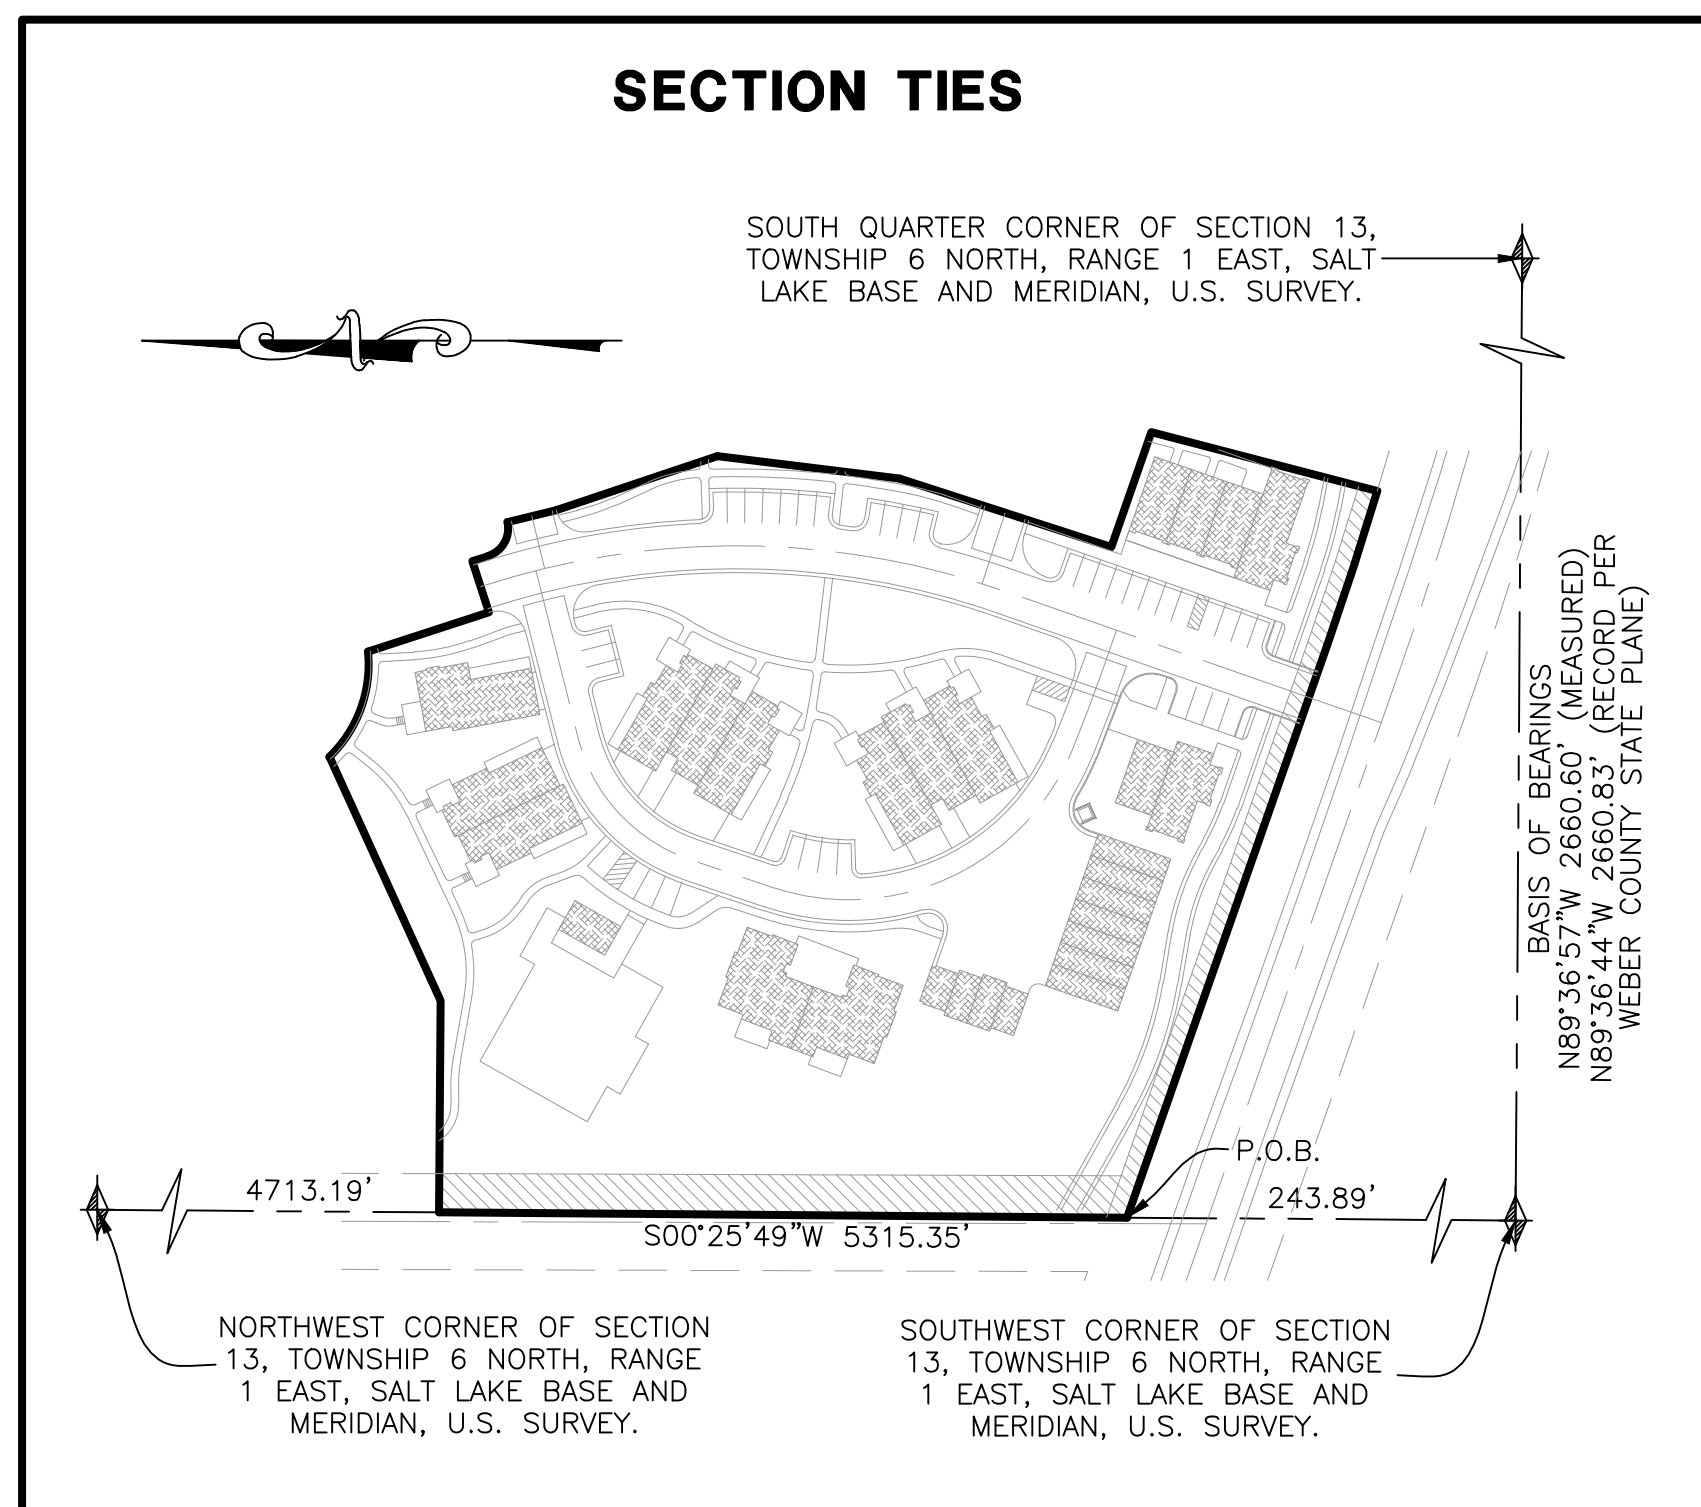 SECTION TIES
SOUTH QUARTER CORNER OF SECTION 13,
TOWNSHIP 6 NORTH, RANGE 1 EAST, SALT
LAKE BASE AND MERIDIAN, U.S. SURVEY.
N
BASIS OF BEARINGS
N89°36'57"W 2660.60' (MEASURED)
N89°36'44"W 2660.83' (RECORD PER
WEBER COUNTY STATE PLANE)
P.O.B.
4713.19'
243.89'
S00°25'49"W 5315.35'
NORTHWEST CORNER OF SECTION
13, TOWNSHIP 6 NORTH, RANGE
1 EAST, SALT LAKE BASE AND
MERIDIAN, U.S. SURVEY.
SOUTHWEST CORNER OF SECTION
13, TOWNSHIP 6 NORTH, RANGE
1 EAST, SALT LAKE BASE AND
MERIDIAN, U.S. SURVEY.